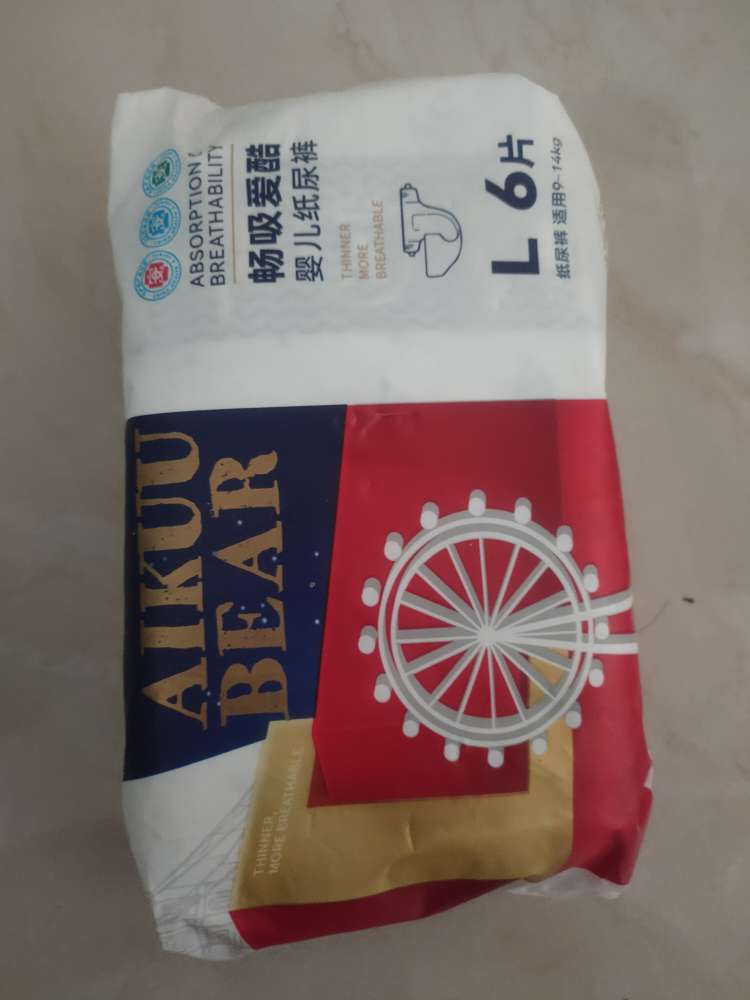 ABSORPTION
BREATHABILITY
畅吸爱酷
婴儿纸尿裤
THINNER
MORE
BREATHABLE
L 6片
纸尿裤 适用9-14kg
AIKUU
BEAR
THINNER,
MORE BREATHABLE